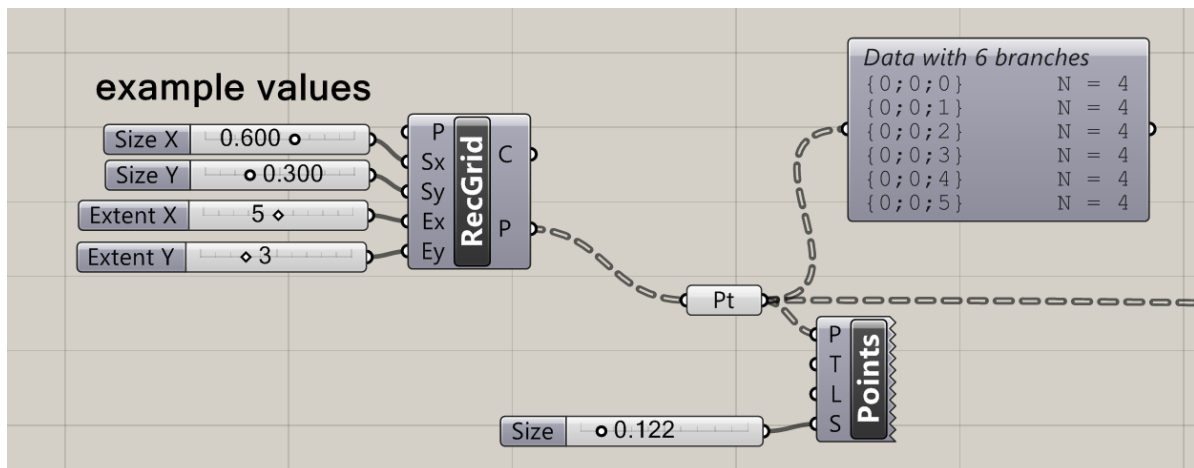 example values
Size X 0.600
Size Y 0.300
Extent X 5
Extent Y 3
P
Sx
Sy
Ex
Ey
RecGrid
C
P
Data with 6 branches
{0;0;0} N = 4
{0;0;1} N = 4
{0;0;2} N = 4
{0;0;3} N = 4
{0;0;4} N = 4
{0;0;5} N = 4
Pt
P
T
L
S
Points
Size 0.122